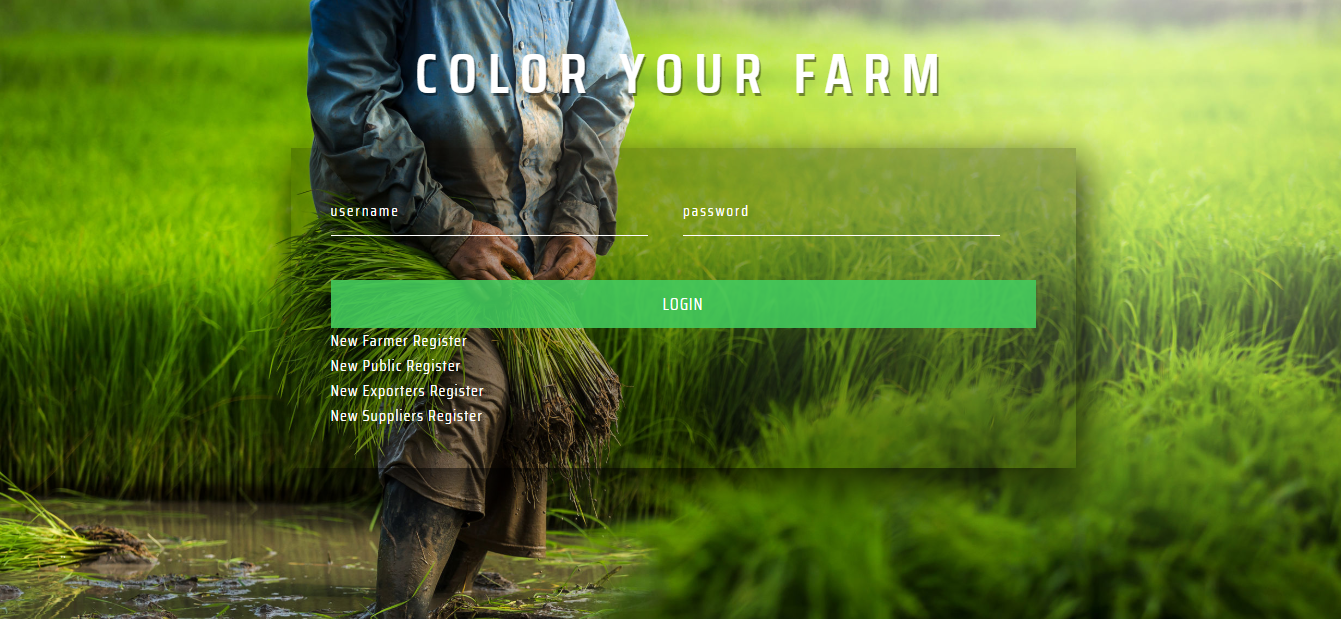 COLOR YOUR FARM
username password
LOGIN
New Farmer Register
New Public Register
New Exporters Register
New Suppliers Register